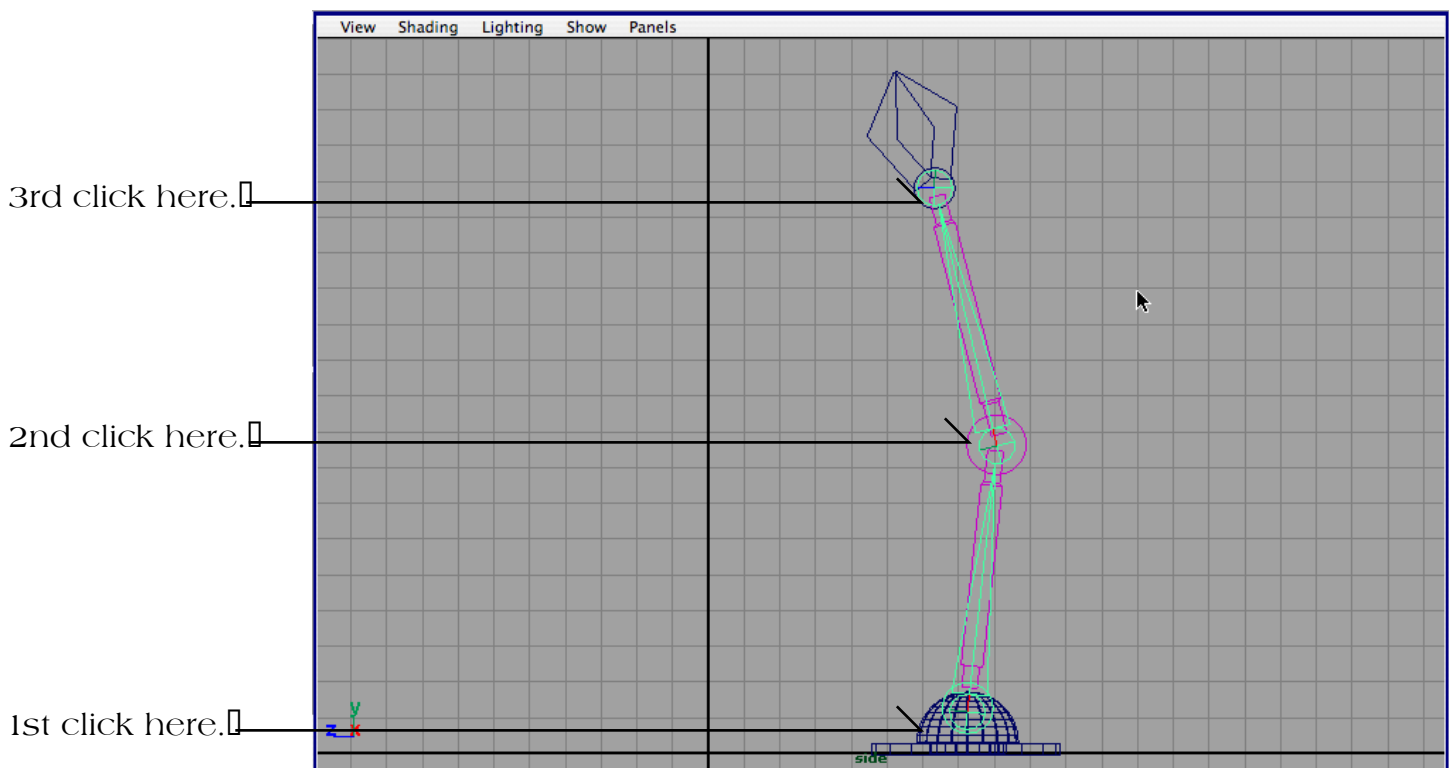 View Shading Lighting Show Panels
3rd click here.
2nd click here.
1st click here.
y
z x
side